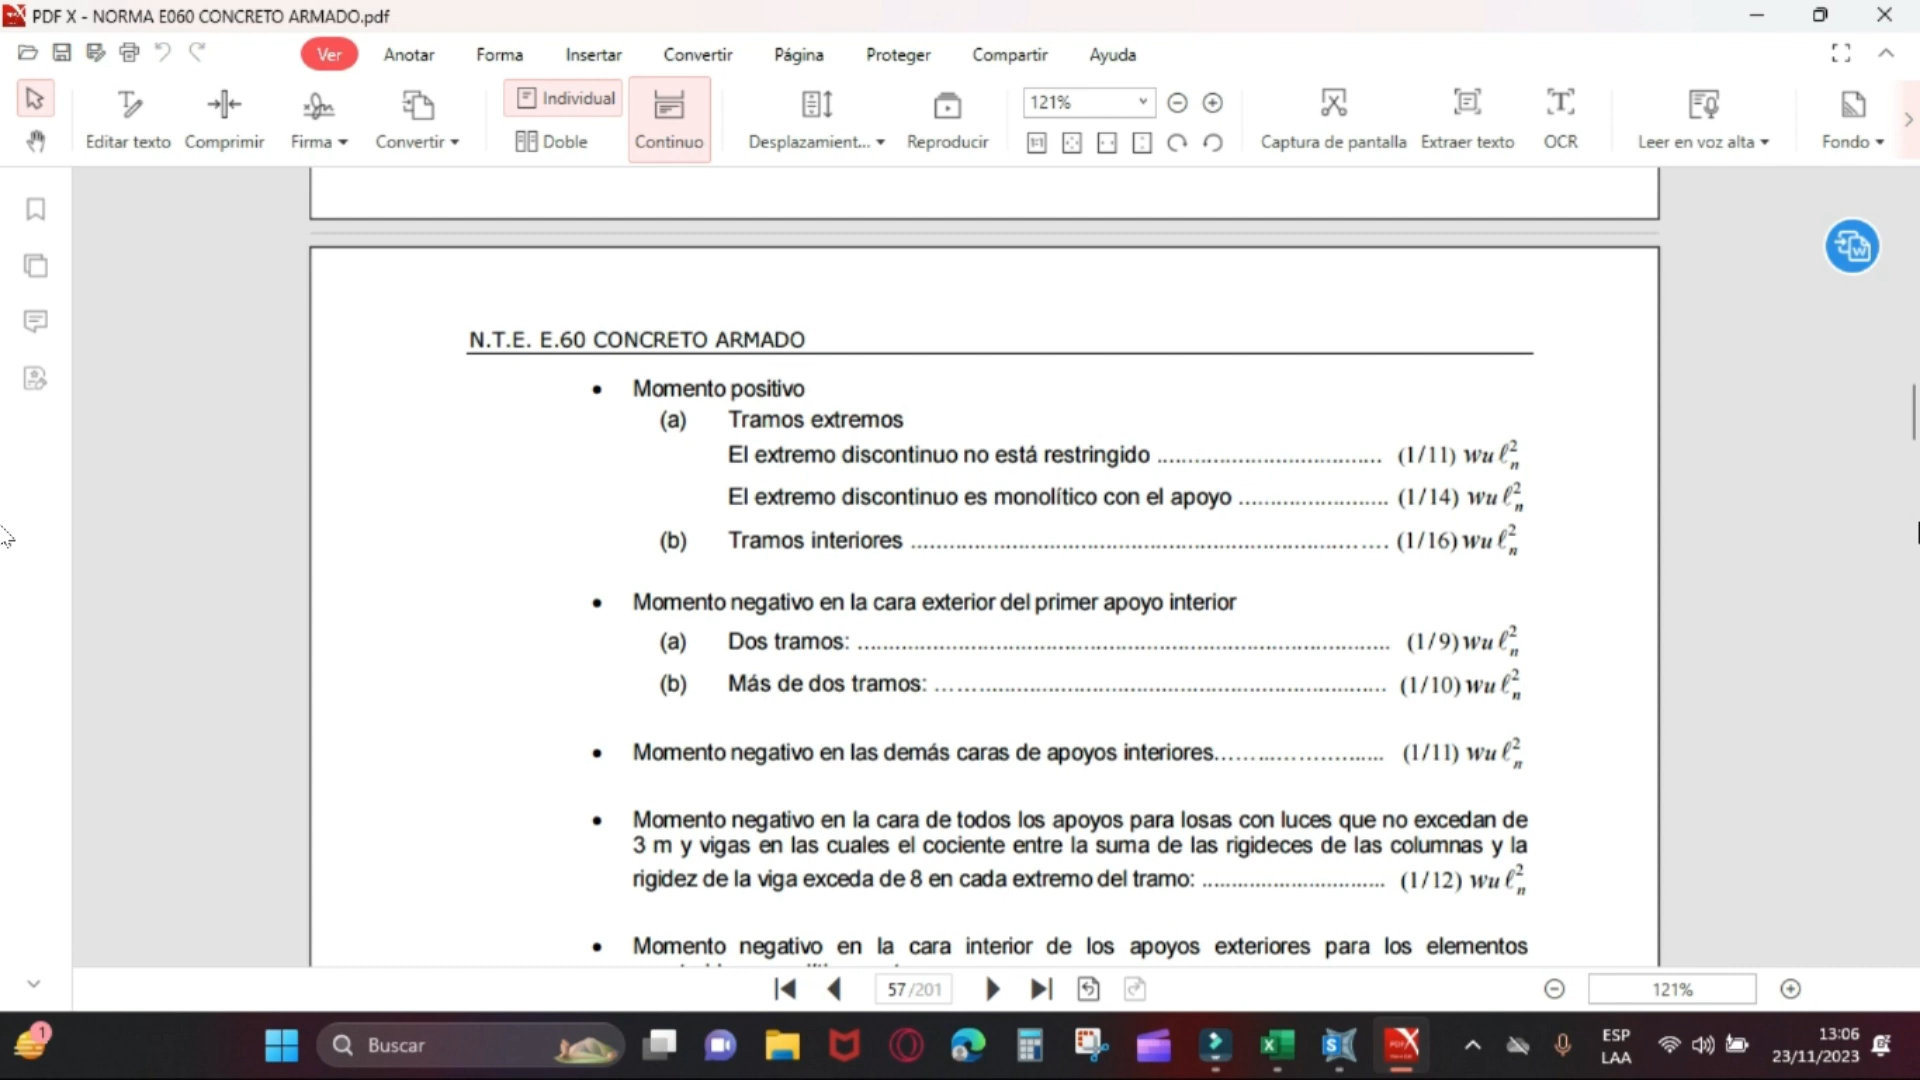 PDF X - NORMA E060 CONCRETO ARMADO.pdf
Ver Anotar Forma Insertar Convertir Página Proteger Compartir Ayuda
Individual 121%
Editar texto Comprimir Firma Convertir Doble Continuo Desplazamient... Reproducir Captura de pantalla Extraer texto OCR Leer en voz alta Fondo
N.T.E. E.60 CONCRETO ARMADO
• Momento positivo
(a) Tramos extremos
El extremo discontinuo no está restringido ................................... (1/11) wu ℓn²
El extremo discontinuo es monolítico con el apoyo ....................... (1/14) wu ℓn²
(b) Tramos interiores .......................................................................... (1/16) wu ℓn²
• Momento negativo en la cara exterior del primer apoyo interior
(a) Dos tramos: ................................................................................... (1/9) wu ℓn²
(b) Más de dos tramos: ...................................................................... (1/10) wu ℓn²
• Momento negativo en las demás caras de apoyos interiores.......................... (1/11) wu ℓn²
• Momento negativo en la cara de todos los apoyos para losas con luces que no excedan de
3 m y vigas en las cuales el cociente entre la suma de las rigideces de las columnas y la
rigidez de la viga exceda de 8 en cada extremo del tramo: ............................ (1/12) wu ℓn²
• Momento negativo en la cara interior de los apoyos exteriores para los elementos
57 /201 121%
1 Buscar ESP 13:06
LAA 23/11/2023